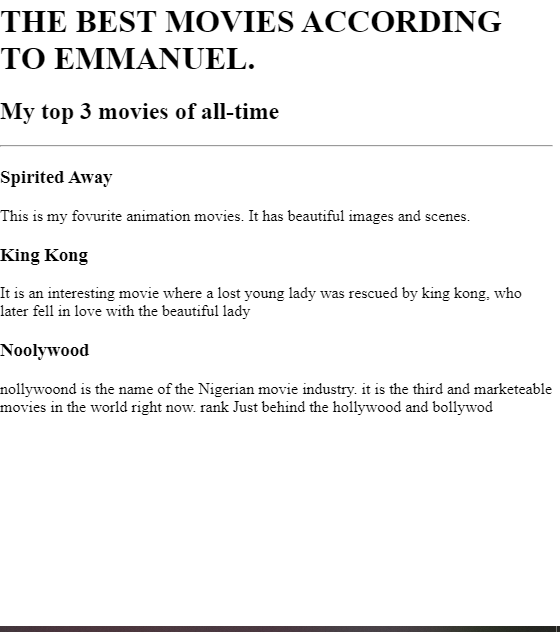 THE BEST MOVIES ACCORDING
TO EMMANUEL.
My top 3 movies of all-time
Spirited Away
This is my fovurite animation movies. It has beautiful images and scenes.
King Kong
It is an interesting movie where a lost young lady was rescued by king kong, who
later fell in love with the beautiful lady
Noolywood
nollywoond is the name of the Nigerian movie industry. it is the third and marketeable
movies in the world right now. rank Just behind the hollywood and bollywod